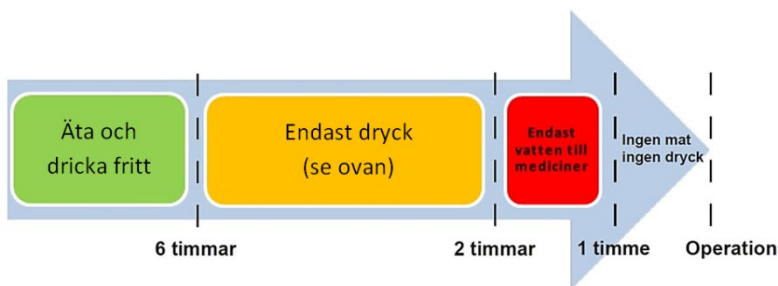 Äta och
dricka fritt
Endast dryck
(se ovan)
Endast
vatten till
mediciner
Ingen mat
ingen dryck
6 timmar
2 timmar
1 timme
Operation